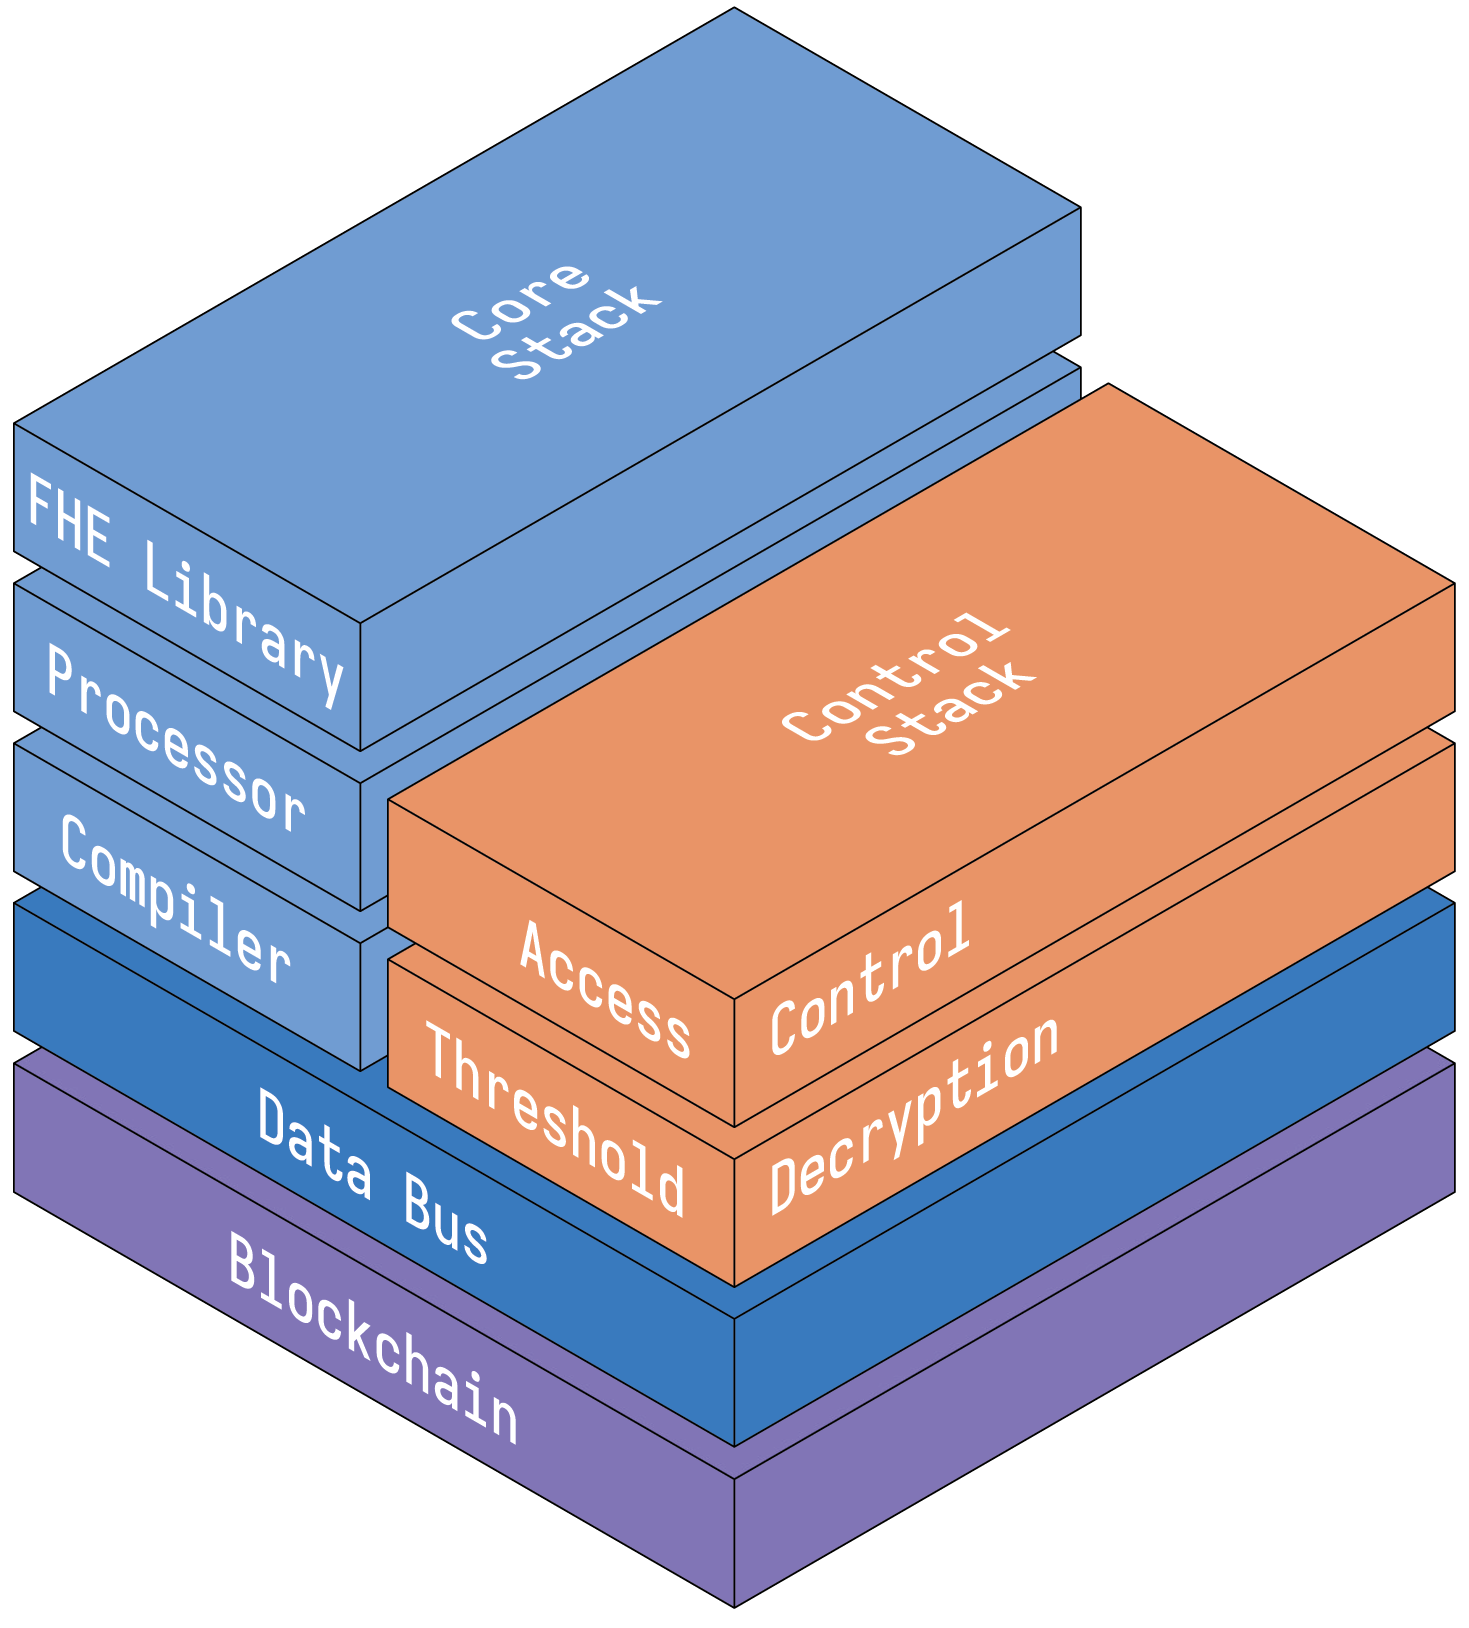 Core
Stack
FHE Library
Processor
Compiler
Control
Stack
Access Control
Threshold Decryption
Data Bus
Blockchain